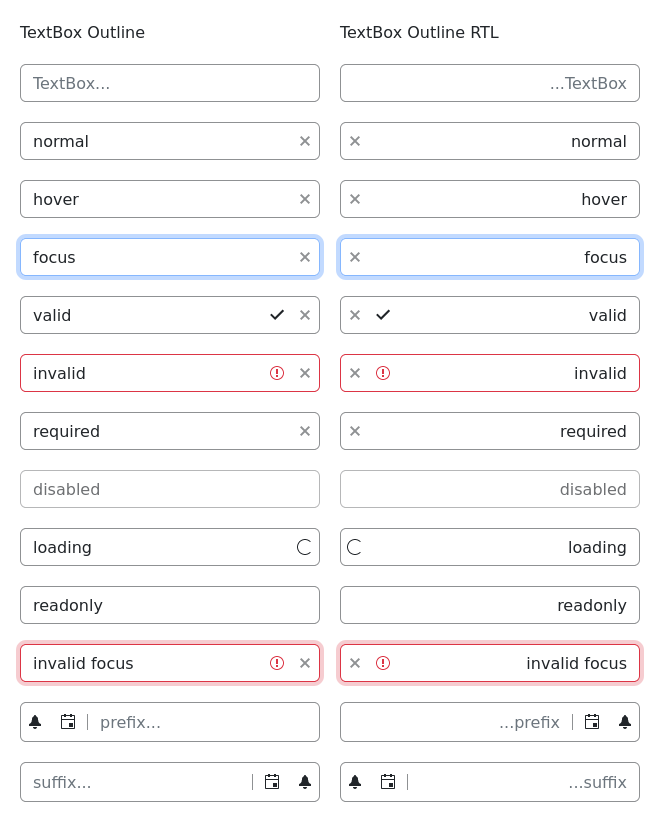 TextBox Outline TextBox Outline RTL
TextBox... ...TextBox
normal normal
hover hover
focus focus
valid valid
invalid invalid
required required
disabled disabled
loading loading
readonly readonly
invalid focus invalid focus
prefix... ...prefix
suffix... ...suffix